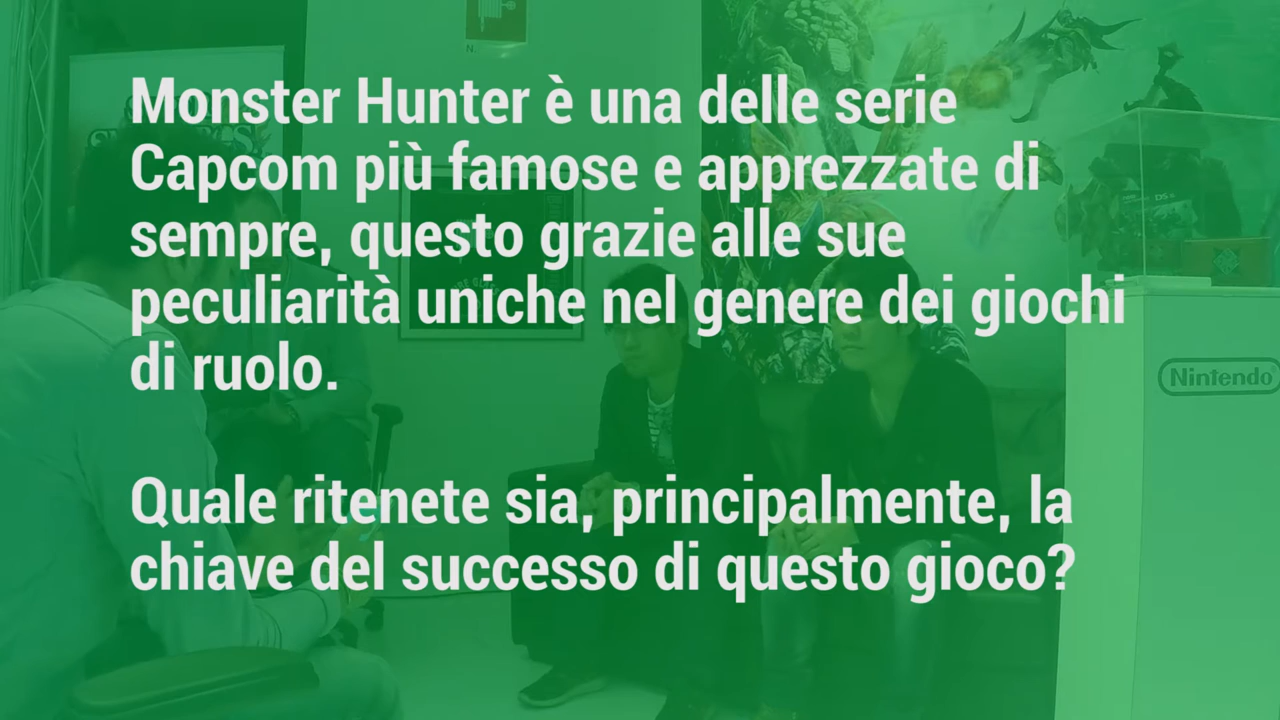 Monster Hunter è una delle serie
Capcom più famose e apprezzate di
sempre, questo grazie alle sue
peculiarità uniche nel genere dei giochi
di ruolo.
Quale ritenete sia, principalmente, la
chiave del successo di questo gioco?
Nintendo
N.